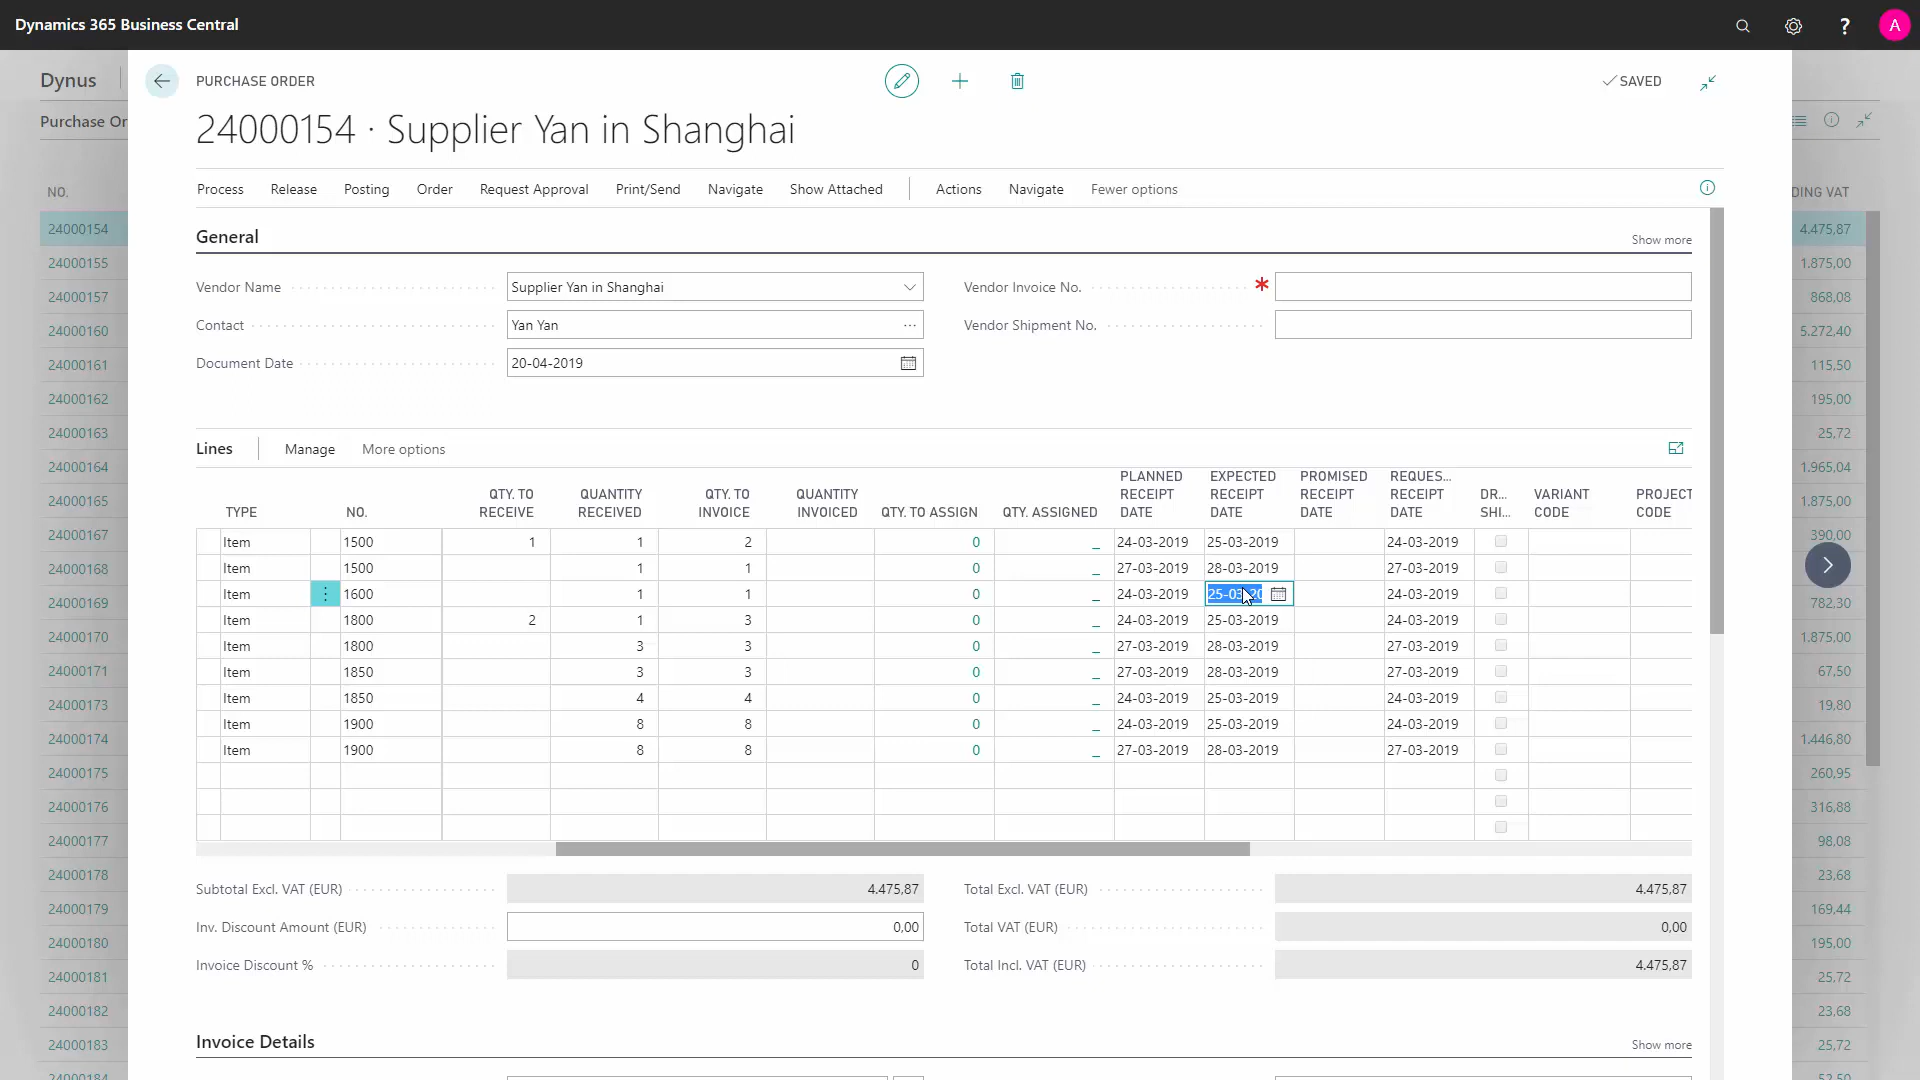 Dynamics 365 Business Central
?
A
Dynus
PURCHASE ORDER
SAVED
Purchase Or
24000154 · Supplier Yan in Shanghai
Process Release Posting Order Request Approval Print/Send Navigate Show Attached Actions Navigate Fewer options
NO.
DING VAT
General
Show more
Vendor Name
Supplier Yan in Shanghai
Vendor Invoice No.
*
Contact
Yan Yan
Vendor Shipment No.
Document Date
20-04-2019
Lines Manage More options
TYPE NO. QTY. TO RECEIVE QUANTITY RECEIVED QTY. TO INVOICE QUANTITY INVOICED QTY. TO ASSIGN QTY. ASSIGNED PLANNED RECEIPT DATE EXPECTED RECEIPT DATE PROMISED RECEIPT DATE REQUES... RECEIPT DATE DR... SHI... VARIANT CODE PROJECT CODE
Item 1500 1 1 2 0 _ 24-03-2019 25-03-2019 24-03-2019
Item 1500 1 1 0 _ 27-03-2019 28-03-2019 27-03-2019
Item 1600 1 1 0 _ 24-03-2019 25-03-20 24-03-2019
Item 1800 2 1 3 0 _ 24-03-2019 25-03-2019 24-03-2019
Item 1800 3 3 0 _ 27-03-2019 28-03-2019 27-03-2019
Item 1850 3 3 0 _ 27-03-2019 28-03-2019 27-03-2019
Item 1850 4 4 0 _ 24-03-2019 25-03-2019 24-03-2019
Item 1900 8 8 0 _ 24-03-2019 25-03-2019 24-03-2019
Item 1900 8 8 0 _ 27-03-2019 28-03-2019 27-03-2019
Subtotal Excl. VAT (EUR) 4.475,87 Total Excl. VAT (EUR) 4.475,87
Inv. Discount Amount (EUR) 0,00 Total VAT (EUR) 0,00
Invoice Discount % 0 Total Incl. VAT (EUR) 4.475,87
Invoice Details
Show more
24000154 4.475,87
24000155 1.875,00
24000157 868,08
24000160 5.272,40
24000161 115,50
24000162 195,00
24000163 25,72
24000164 1.965,04
24000165 1.875,00
24000167 390,00
24000168
24000169 782,30
24000170 1.875,00
24000171 67,50
24000173 19,80
24000174 1.446,80
24000175 260,95
24000176 316,88
24000177 98,08
24000178 23,68
24000179 169,44
24000180 195,00
24000181 25,72
24000182 23,68
24000183 25,72
24000184 52,50